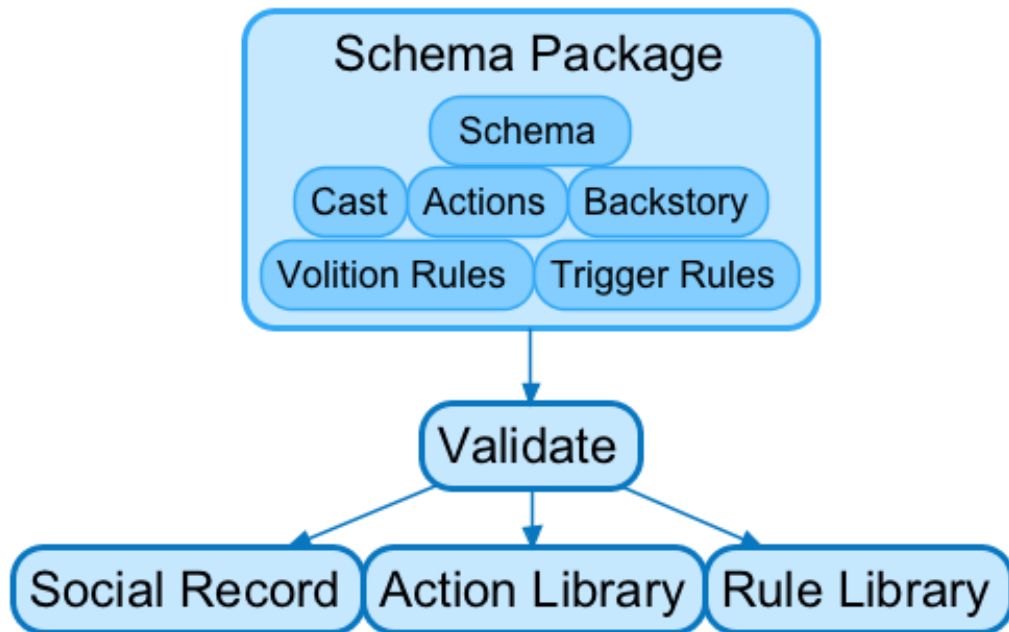 Schema Package
Schema
Cast Actions Backstory
Volition Rules Trigger Rules
Validate
Social Record Action Library Rule Library